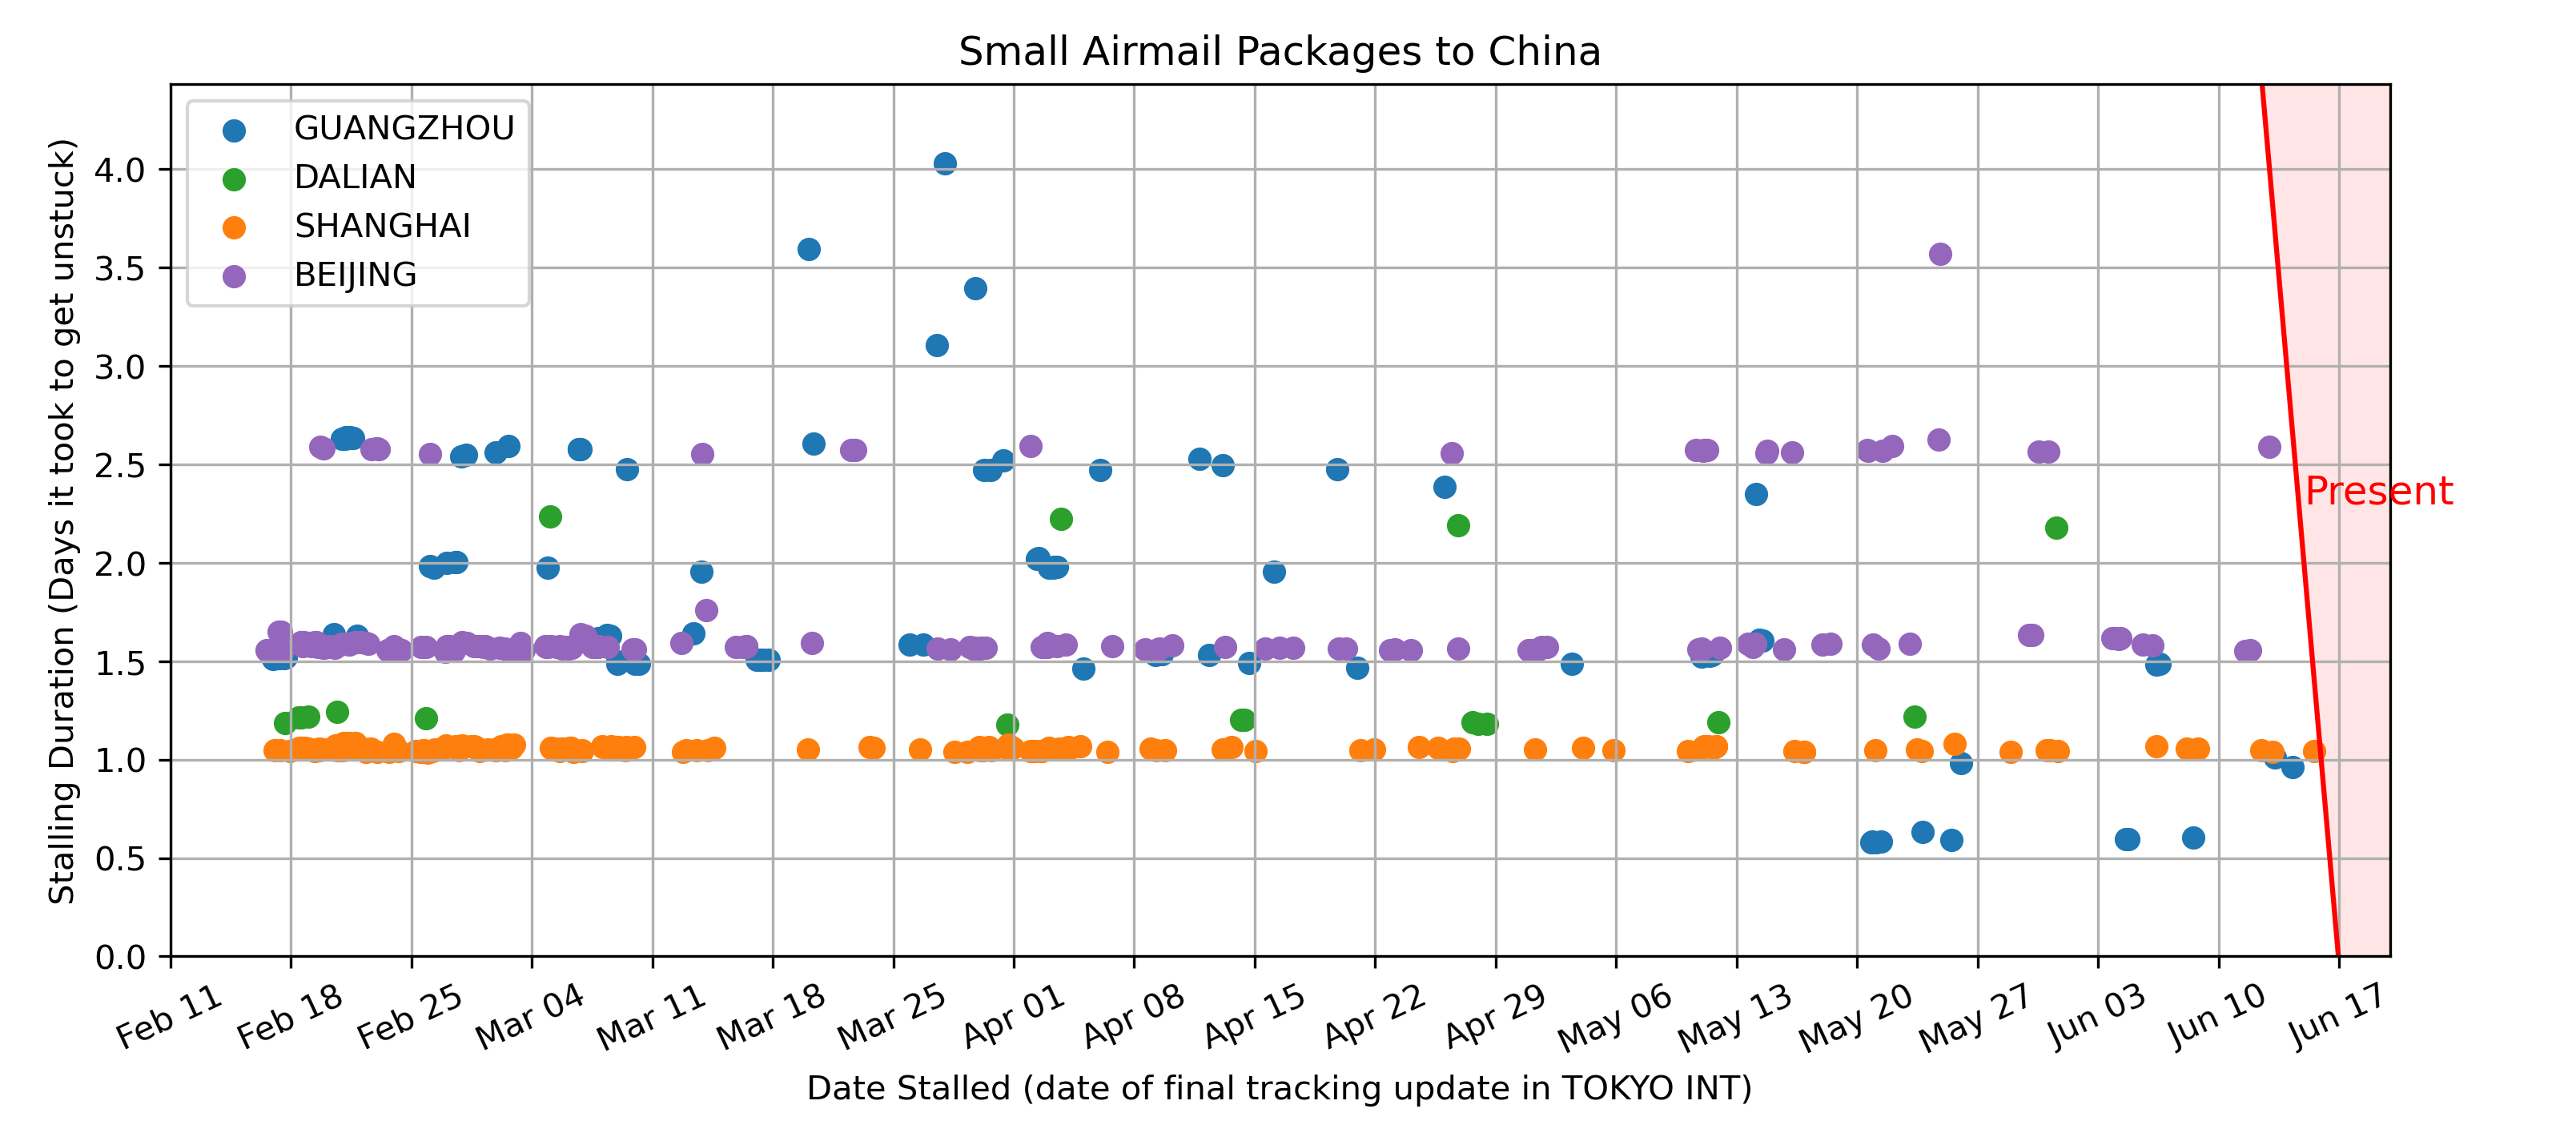 Small Airmail Packages to China
GUANGZHOU
DALIAN
SHANGHAI
BEIJING
Stalling Duration (Days it took to get unstuck)
4.0
3.5
3.0
2.5
2.0
1.5
1.0
0.5
0.0
Present
Feb 11
Feb 18
Feb 25
Mar 04
Mar 11
Mar 18
Mar 25
Apr 01
Apr 08
Apr 15
Apr 22
Apr 29
May 06
May 13
May 20
May 27
Jun 03
Jun 10
Jun 17
Date Stalled (date of final tracking update in TOKYO INT)